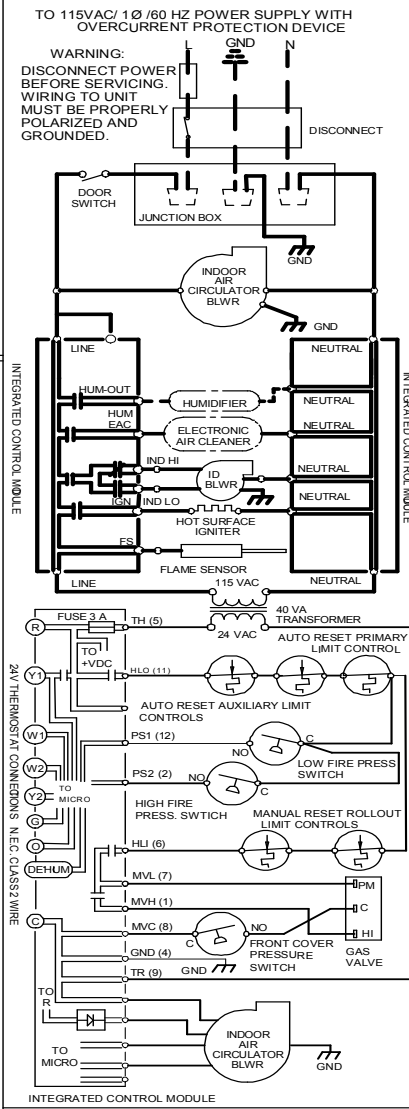 TO 115VAC/ 1 Ø /60 HZ POWER SUPPLY WITH
OVERCURRENT PROTECTION DEVICE
WARNING:
DISCONNECT POWER
BEFORE SERVICING.
WIRING TO UNIT
MUST BE PROPERLY
POLARIZED AND
GROUNDED.
L
GND
N
DISCONNECT
DOOR
SWITCH
JUNCTION BOX
GND
INDOOR
AIR
CIRCULATOR
BLWR
GND
LINE
NEUTRAL
INTEGRATED CONTROL MODULE
INTEGRATED CONTROL MODULE
HUM-OUT
HUMIDIFIER
NEUTRAL
HUM
EAC
ELECTRONIC
AIR CLEANER
NEUTRAL
IND HI
ID
BLWR
NEUTRAL
IGN
IND LO
NEUTRAL
HOT SURFACE
IGNITER
FS
FLAME SENSOR
LINE
115 VAC
NEUTRAL
FUSE 3 A
R
TH (5)
24 VAC
40 VA
TRANSFORMER
TO
+VDC
AUTO RESET PRIMARY
LIMIT CONTROL
Y1
HLO (11)
AUTO RESET AUXILIARY LIMIT
CONTROLS
24V THERMOSTAT CONNECTIONS N.E.C. CLASS 2 WIRE
W1
PS1 (12)
NO
C
LOW FIRE PRESS
SWITCH
W2
TO
MICRO
PS2 (2)
NO
C
Y2
HIGH FIRE
PRESS. SWTICH
G
MANUAL RESET ROLLOUT
LIMIT CONTROLS
O
HLI (6)
DEHUM
MVL (7)
PM
MVH (1)
C
C
MVC (8)
C
NO
HI
FRONT COVER
PRESSURE
SWITCH
GAS
VALVE
GND (4)
GND
TR (9)
TO
R
INDOOR
AIR
CIRCULATOR
BLWR
TO
MICRO
GND
INTEGRATED CONTROL MODULE